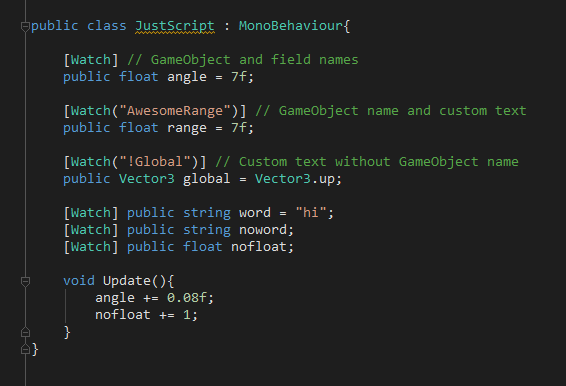 public class JustScript : MonoBehaviour{
[Watch] // GameObject and field names
public float angle = 7f;
[Watch("AwesomeRange")] // GameObject name and custom text
public float range = 7f;
[Watch("!Global")] // Custom text without GameObject name
public Vector3 global = Vector3.up;
[Watch] public string word = "hi";
[Watch] public string noword;
[Watch] public float nofloat;
void Update(){
angle += 0.08f;
nofloat += 1;
}
}